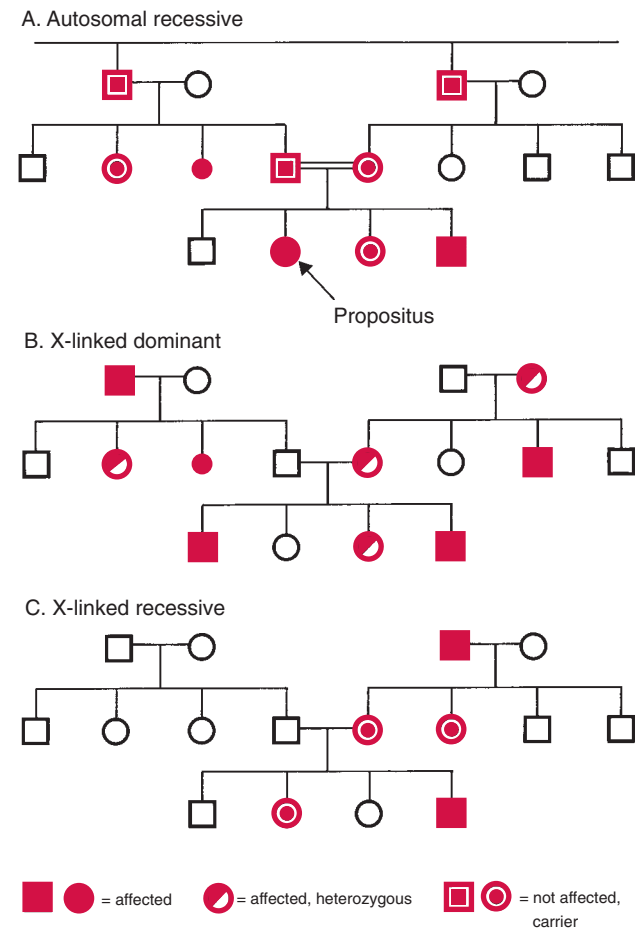 A. Autosomal recessive
Propositus
B. X-linked dominant
C. X-linked recessive
= affected
= affected, heterozygous
= not affected,
carrier